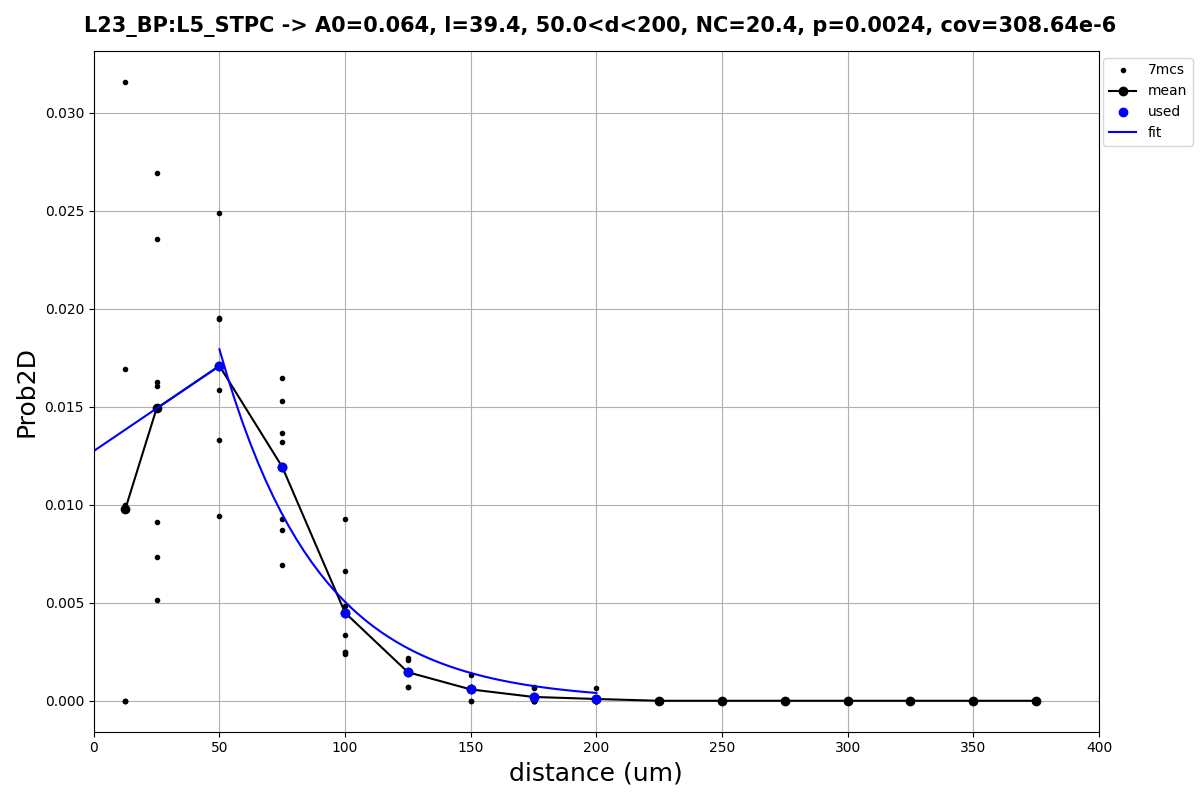 L23_BP:L5_STPC -> A0=0.064, l=39.4, 50.0<d<200, NC=20.4, p=0.0024, cov=308.64e-6
7mcs
mean
used
fit
0.030
0.025
0.020
0.015
0.010
0.005
0.000
Prob2D
0
50
100
150
200
250
300
350
400
distance (um)